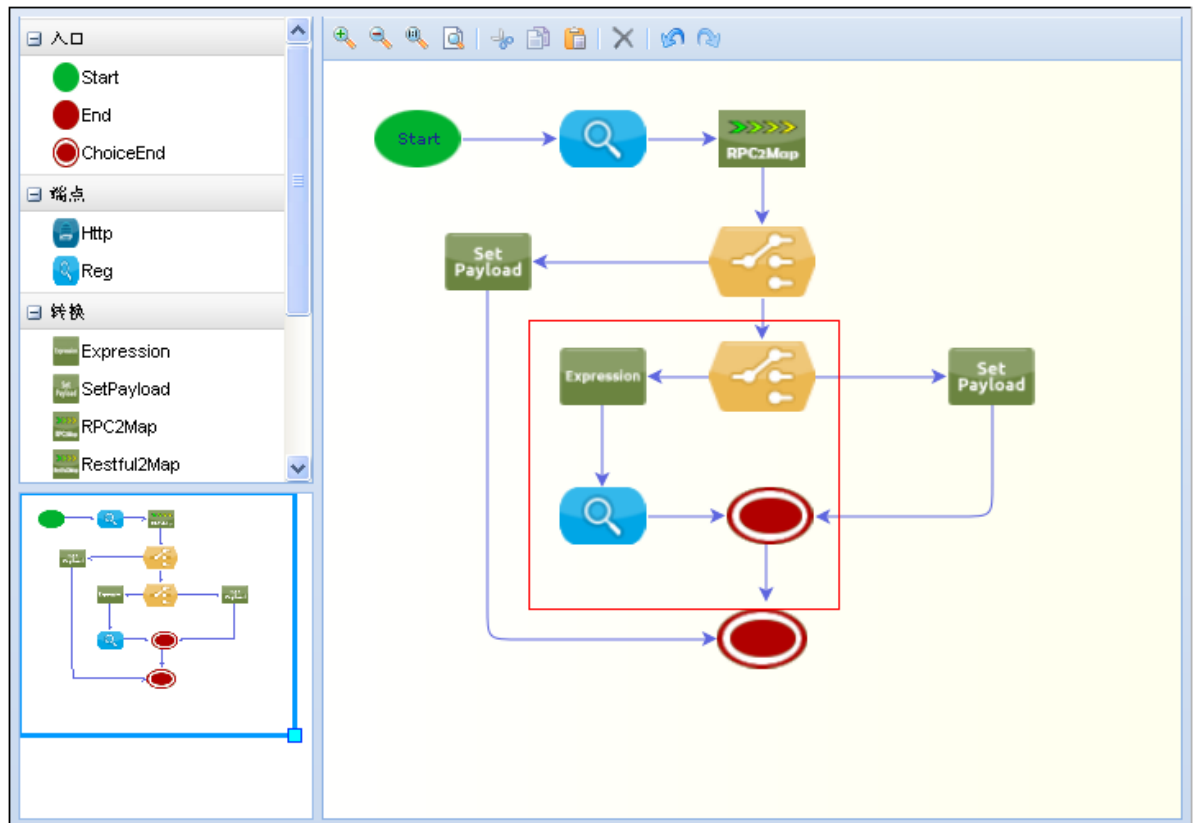 入口
Start
End
ChoiceEnd
端点
Http
Reg
转换
Expression
SetPayload
RPC2Map
Restful2Map
Start
RPC2Map
Set
Payload
Expression
Set
Payload